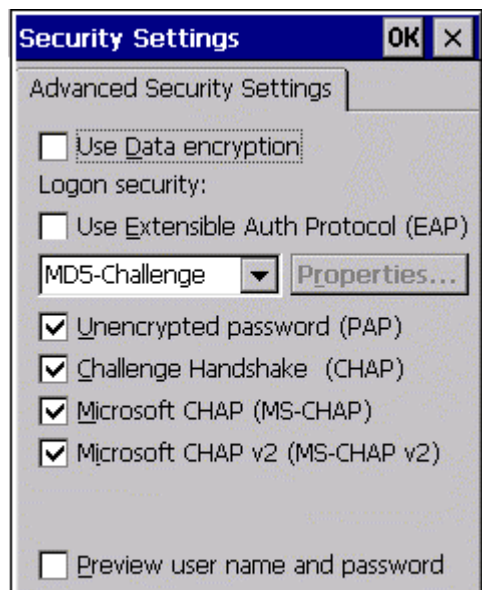 Security Settings OK ×
Advanced Security Settings
Use Data encryption
Logon security:
Use Extensible Auth Protocol (EAP)
MD5-Challenge Properties...
Unencrypted password (PAP)
Challenge Handshake (CHAP)
Microsoft CHAP (MS-CHAP)
Microsoft CHAP v2 (MS-CHAP v2)
Preview user name and password